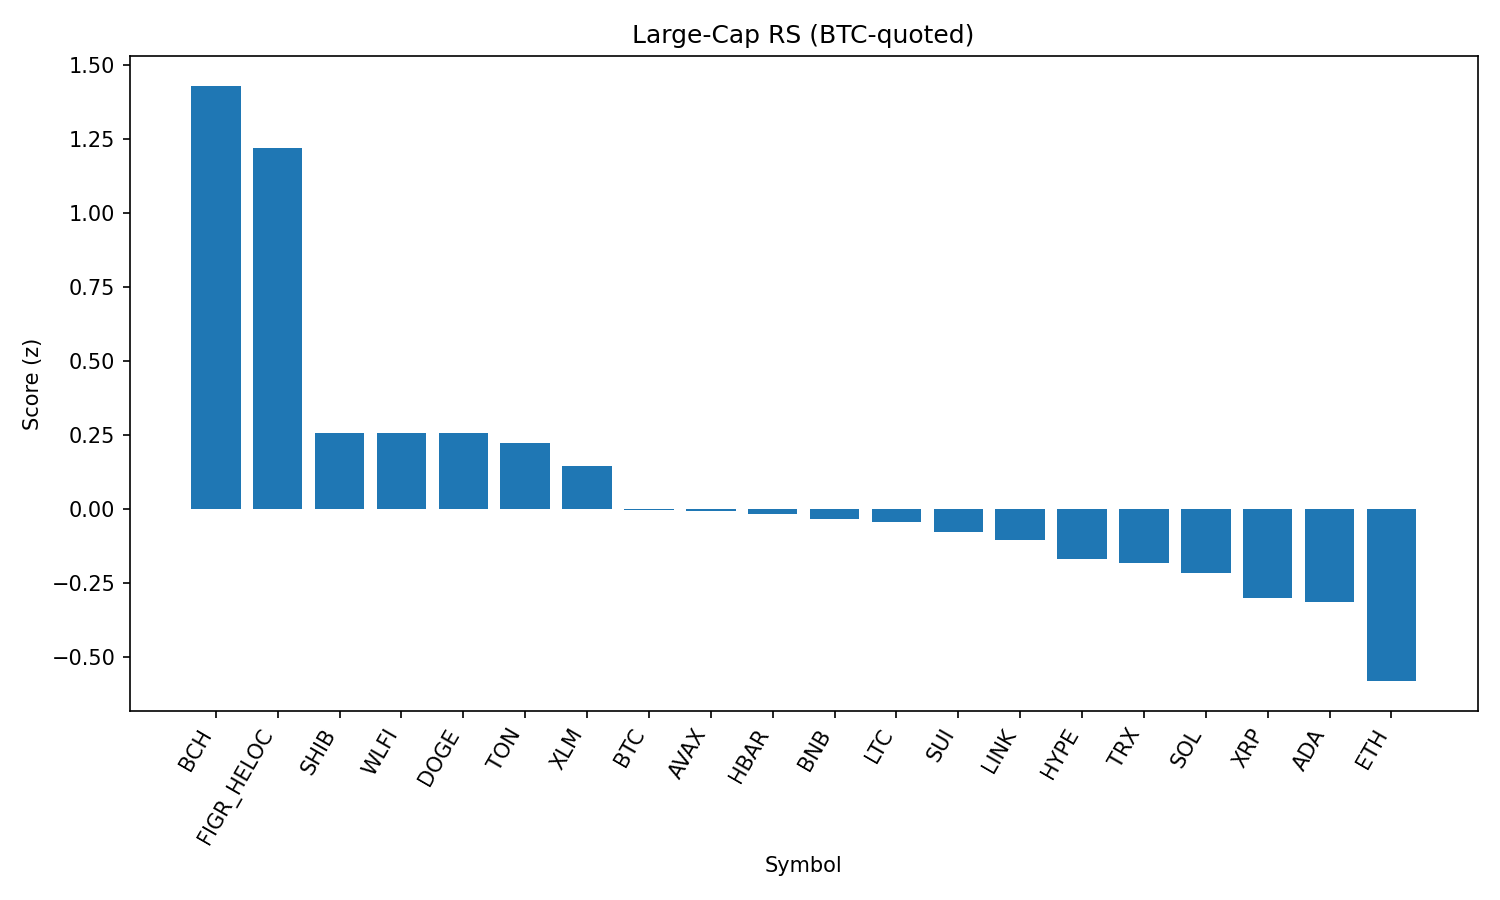 Large-Cap RS (BTC-quoted)
Score (z)
1.50
1.25
1.00
0.75
0.50
0.25
0.00
−0.25
−0.50
BCH
FIGR_HELOC
SHIB
WLFI
DOGE
TON
XLM
BTC
AVAX
HBAR
BNB
LTC
SUI
LINK
HYPE
TRX
SOL
XRP
ADA
ETH
Symbol